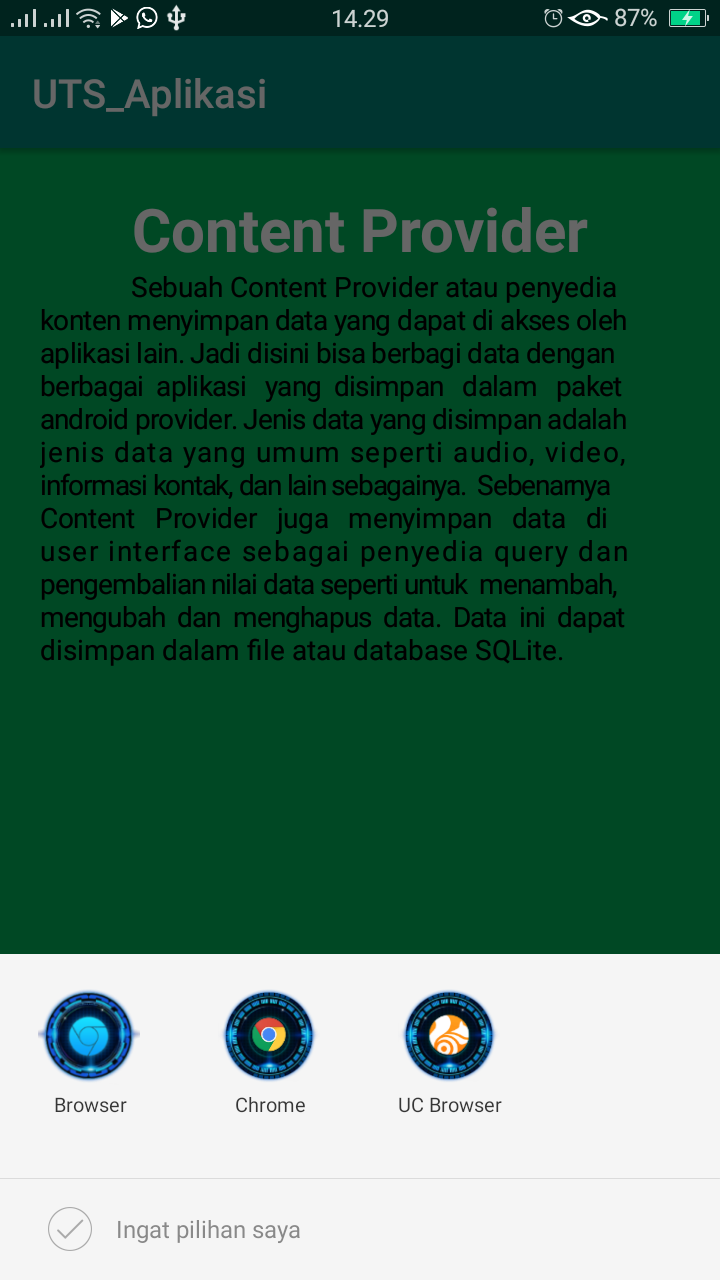 14.29
87%
UTS_Aplikasi
Content Provider
Sebuah Content Provider atau penyedia
konten menyimpan data yang dapat di akses oleh
aplikasi lain. Jadi disini bisa berbagi data dengan
berbagai aplikasi yang disimpan dalam paket
android provider. Jenis data yang disimpan adalah
jenis data yang umum seperti audio, video,
informasi kontak, dan lain sebagainya. Sebenarnya
Content Provider juga menyimpan data di
user interface sebagai penyedia query dan
pengembalian nilai data seperti untuk menambah,
mengubah dan menghapus data. Data ini dapat
disimpan dalam file atau database SQLite.
Browser
Chrome
UC Browser
Ingat pilihan saya